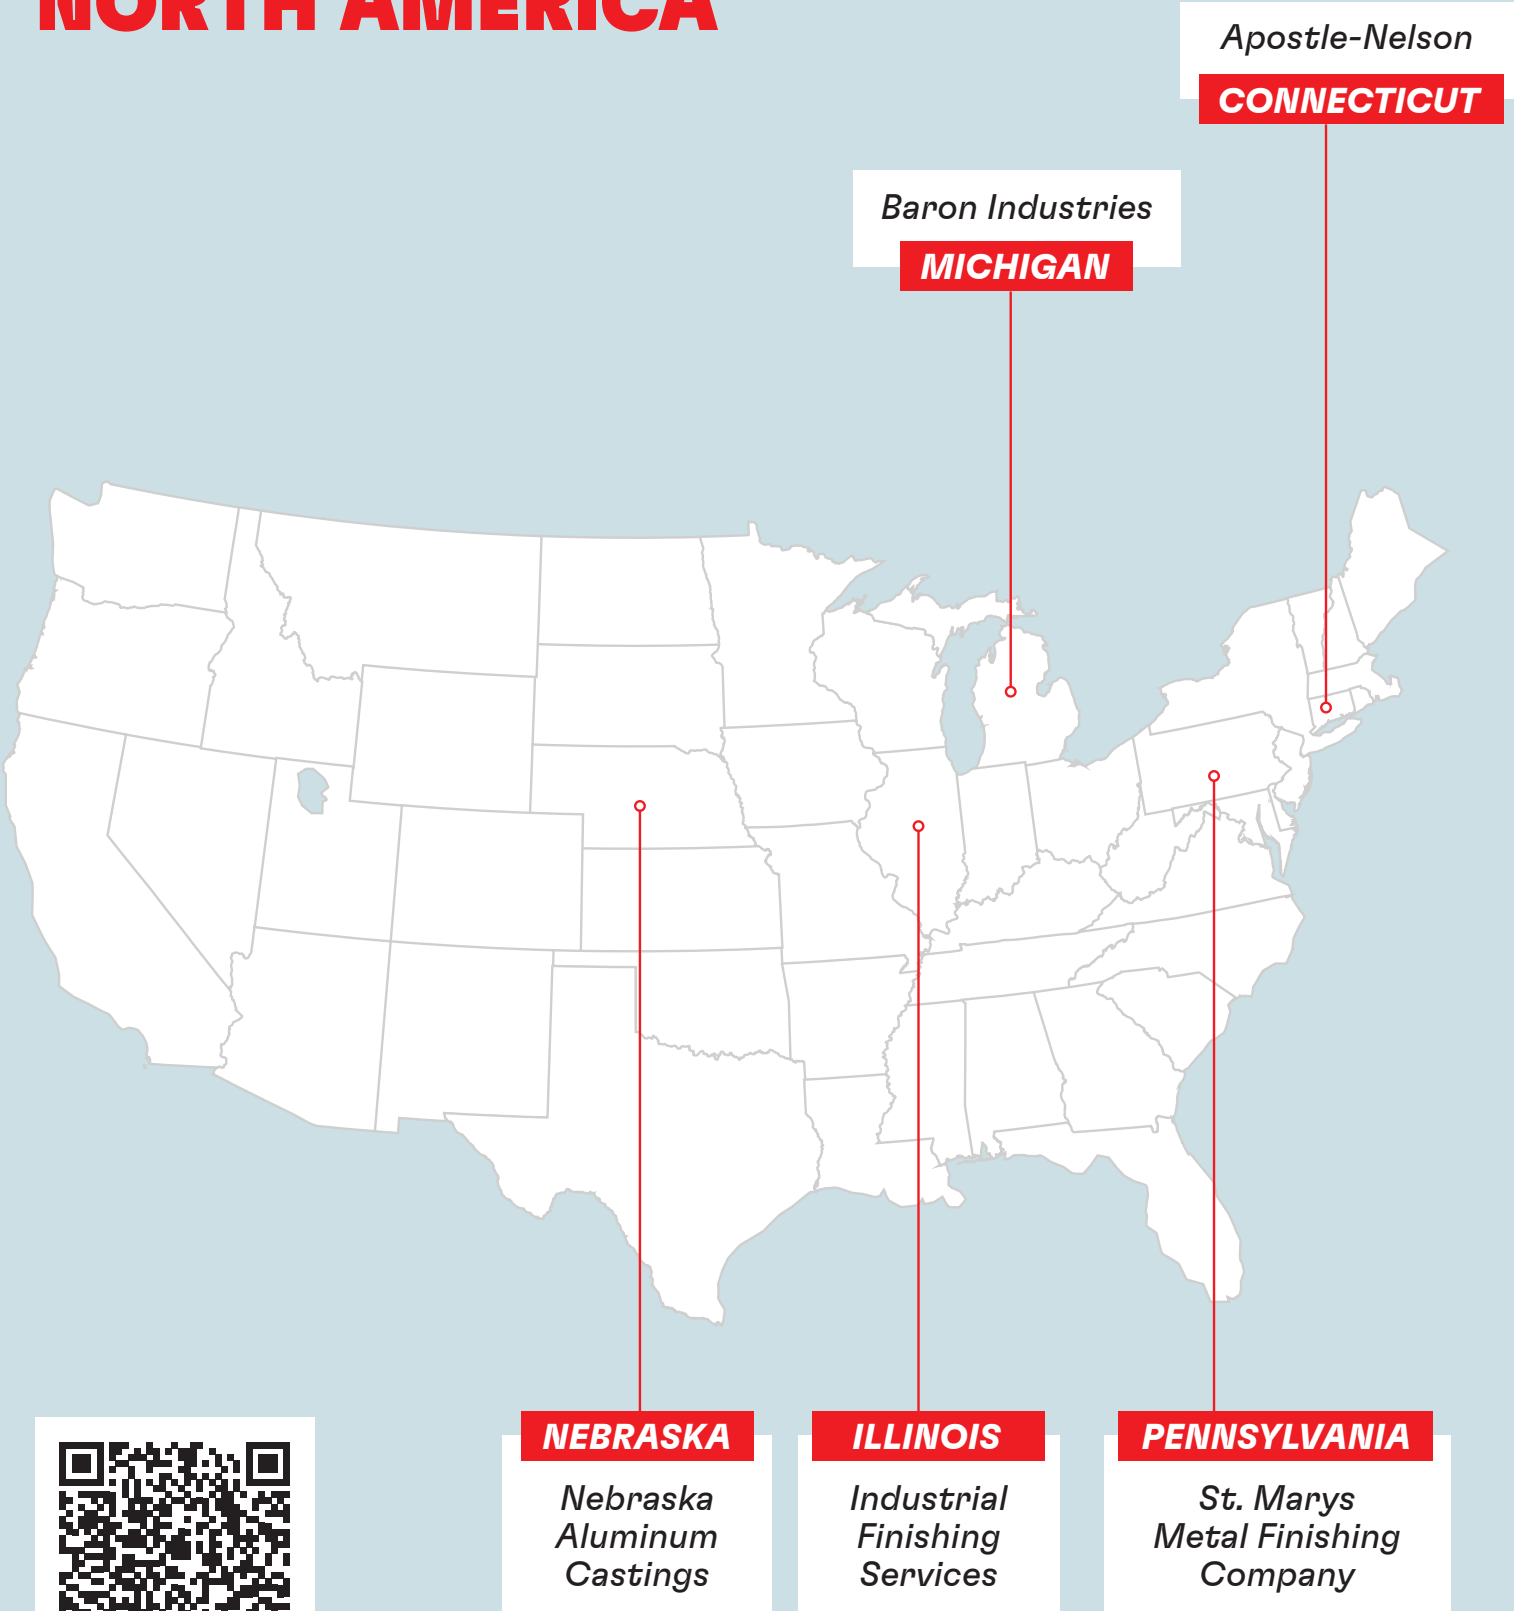 NORTH AMERICA
Apostle-Nelson
CONNECTICUT
Baron Industries
MICHIGAN
NEBRASKA
Nebraska
Aluminum
Castings
ILLINOIS
Industrial
Finishing
Services
PENNSYLVANIA
St. Marys
Metal Finishing
Company